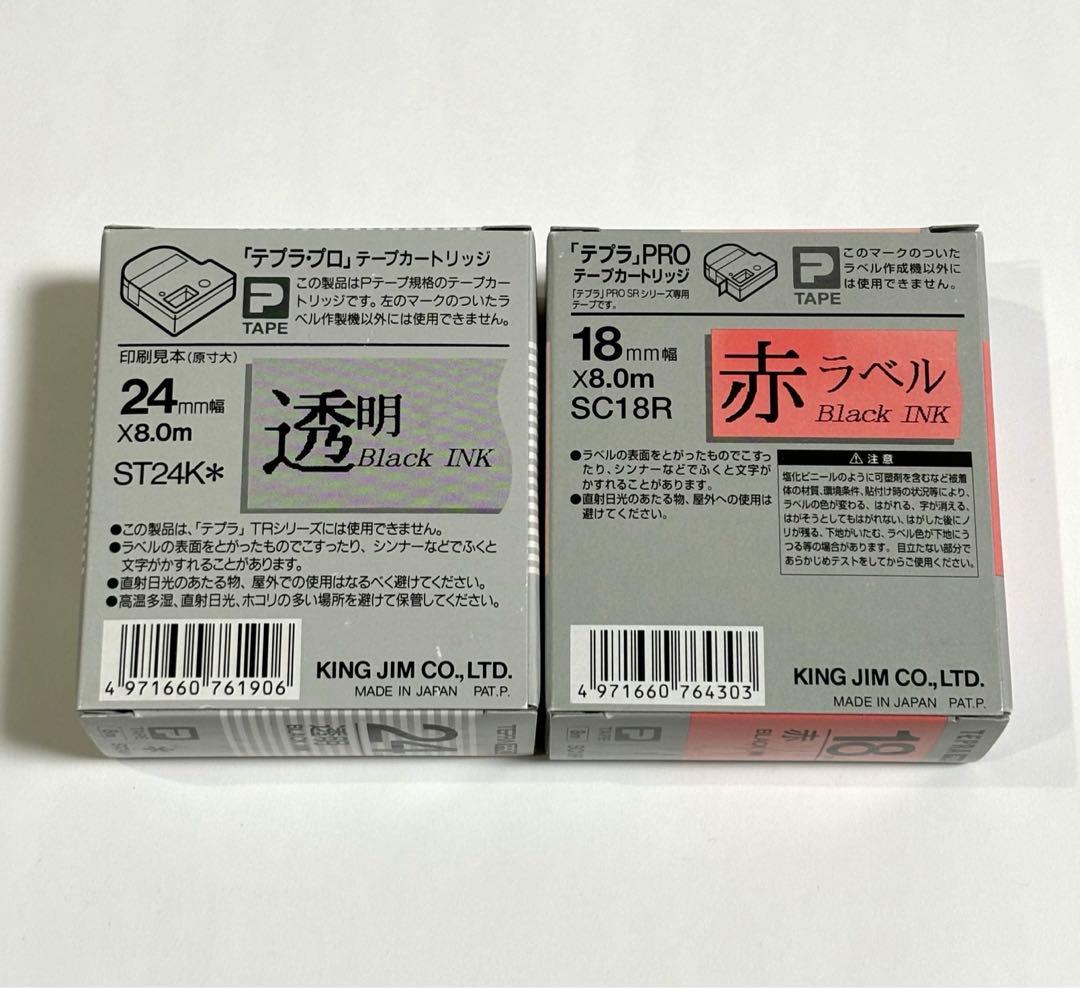 「テプラ・プロ」テープカートリッジ
P
TAPE
この製品はPテープ規格のテープカー
トリッジです。左のマークのついたラ
ベル作製機以外には使用できません。
印刷見本(原寸大)
24mm幅
X8.0m
ST24K*
透明
Black INK
●この製品は、「テプラ」TRシリーズには使用できません。
●ラベルの表面をとがったものでこすったり、シンナーなどでふくと
文字がかすれることがあります。
●直射日光のあたる物、屋外での使用はなるべく避けてください。
●高温多湿、直射日光、ホコリの多い場所を避けて保管してください。
4 971660 761906
KING JIM CO.,LTD.
MADE IN JAPAN PAT.P.
24
透明
「テプラ」PRO
テープカートリッジ
「テプラ」PRO SRシリーズ専用
テープです。
P
TAPE
このマークのついた
ラベル作成機以外に
は使用できません。
18mm幅
X8.0m
SC18R
赤ラベル
Black INK
●ラベルの表面をとがったものでこすっ
たり、シンナーなどでふくと文字が
かすれることがあります。
●直射日光のあたる物、屋外への使用は
避けてください。
⚠注意
塩化ビニールのように可塑剤を含むなど被着
体の材質、環境条件、貼付け時の状況等により、
ラベルの色が変わる、はがれる、字が消える、
はがそうとしてもはがれない、はがした後にノ
リが残る、下地がいたむ、ラベル色が下地にう
つる等の場合があります。目立たない部分で
あらかじめテストをしてからご使用ください。
4 971660 764303
KING JIM CO.,LTD.
MADE IN JAPAN PAT.P.
18
赤
BLACK INK